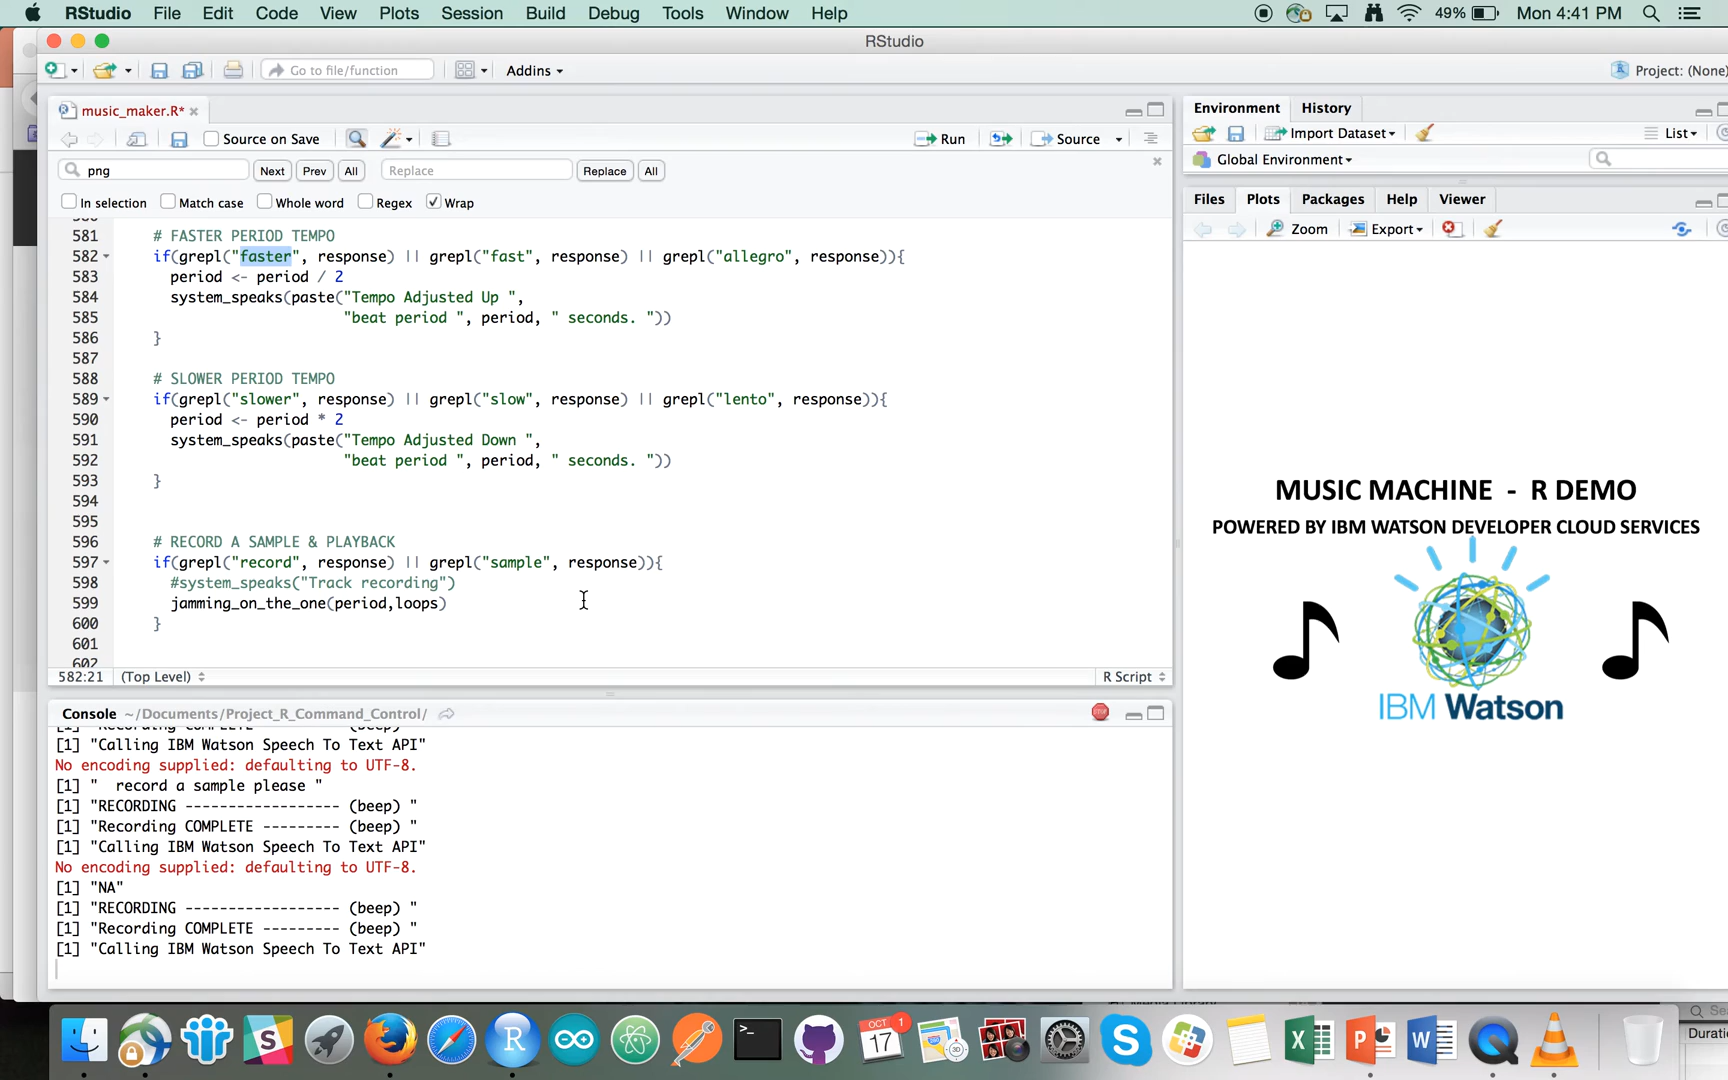 RStudio File Edit Code View Plots Session Build Debug Tools Window Help 49% Mon 4:41 PM
RStudio
Go to file/function Addins Project: (None)
music_maker.R*
Source on Save Run Source
png Next Prev All Replace Replace All
In selection Match case Whole word Regex Wrap
581 # FASTER PERIOD TEMPO
582 if(grepl("faster", response) || grepl("fast", response) || grepl("allegro", response)){
583 period <- period / 2
584 system_speaks(paste("Tempo Adjusted Up ",
585 "beat period ", period, " seconds. "))
586 }
587
588 # SLOWER PERIOD TEMPO
589 if(grepl("slower", response) || grepl("slow", response) || grepl("lento", response)){
590 period <- period * 2
591 system_speaks(paste("Tempo Adjusted Down ",
592 "beat period ", period, " seconds. "))
593 }
594
595
596 # RECORD A SAMPLE & PLAYBACK
597 if(grepl("record", response) || grepl("sample", response)){
598 #system_speaks("Track recording")
599 jamming_on_the_one(period,loops)
600 }
601
602
582:21 (Top Level) R Script
Console ~/Documents/Project_R_Command_Control/ STOP
[1] "Recording COMPLETE --------- (beep) "
[1] "Calling IBM Watson Speech To Text API"
No encoding supplied: defaulting to UTF-8.
[1] "  record a sample please "
[1] "RECORDING ------------------ (beep) "
[1] "Recording COMPLETE --------- (beep) "
[1] "Calling IBM Watson Speech To Text API"
No encoding supplied: defaulting to UTF-8.
[1] "NA"
[1] "RECORDING ------------------ (beep) "
[1] "Recording COMPLETE --------- (beep) "
[1] "Calling IBM Watson Speech To Text API"
Environment History
Import Dataset List
Global Environment
Files Plots Packages Help Viewer
Zoom Export
MUSIC MACHINE - R DEMO
POWERED BY IBM WATSON DEVELOPER CLOUD SERVICES
IBM Watson
OCT 1
17
Duratio